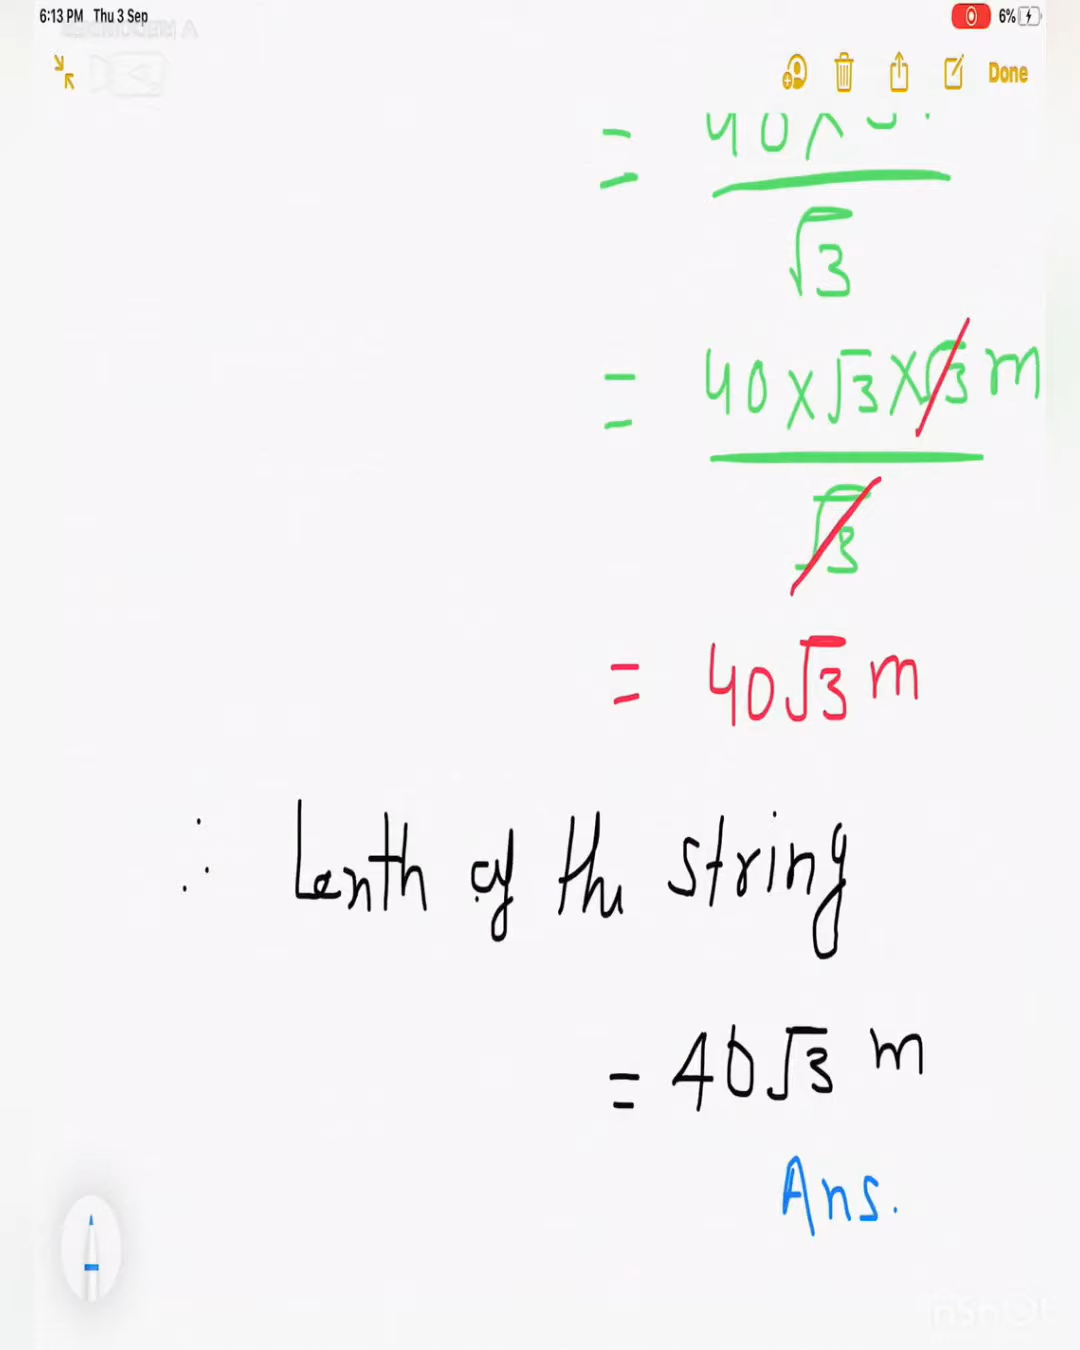 6:13 PM Thu 3 Sep
6%
Done
=
√3
= 40 × √3 × √3 m
√3
= 40√3 m
∴ Lenth of the string
= 40√3 m
Ans.